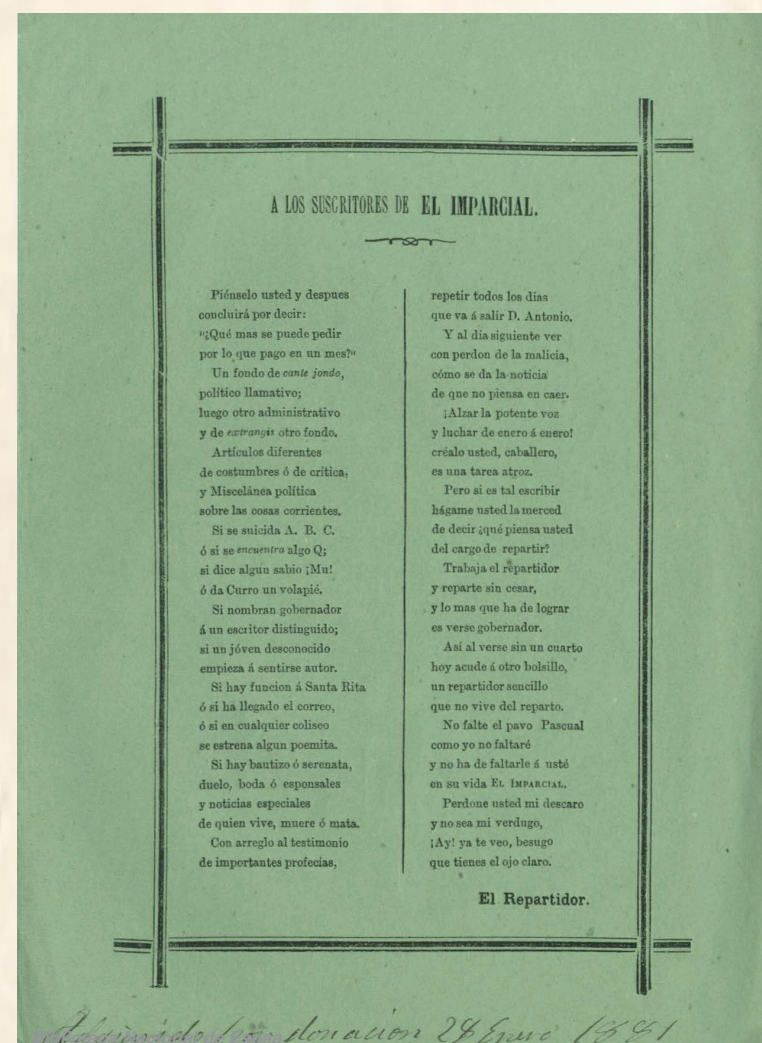 A LOS SUSCRITORES DE EL IMPARCIAL.
Piénselo usted y despues
concluirá por decir:
"¿Qué mas se puede pedir
por lo que pago en un mes?"
Un fondo de cante jondo,
político llamativo;
luego otro administrativo
y de extrangis otro fondo.
Artículos diferentes
de costumbres ó de crítica,
y Miscelánea política
sobre las cosas corrientes.
Si se suicida A. B. C.
ó si se encuentra algo Q;
si dice algun sabio ¡Mu!
ó da Curro un volapié.
Si nombran gobernador
á un escritor distinguido;
si un jóven desconocido
empieza á sentirse autor.
Si hay funcion á Santa Rita
ó si ha llegado el correo,
ó si en cualquier coliseo
se estrena algun poemita.
Si hay bautizo ó serenata,
duelo, boda ó esponsales
y noticias especiales
de quien vive, muere ó mata.
Con arreglo al testimonio
de importantes profecías,
repetir todos los dias
que va á salir D. Antonio.
Y al dia siguiente ver
con perdon de la malicia,
cómo se da la noticia
de que no piensa en caer.
¡Alzar la potente voz
y luchar de enero á enero!
créalo usted, caballero,
es una tarea atroz.
Pero si es tal escribir
hágame usted la merced
de decir ¿qué piensa usted
del cargo de repartir?
Trabaja el repartidor
y reparte sin cesar,
y lo mas que ha de lograr
es verse gobernador.
Así al verse sin un cuarto
hoy acude á otro bolsillo,
un repartidor sencillo
que no vive del reparto.
No falte el pavo Pascual
como yo no faltaré
y no ha de faltarle á usté
en su vida EL IMPARCIAL.
Perdone usted mi descaro
y no sea mi verdugo,
¡Ay! ya te veo, besugo
que tienes el ojo claro.
El Repartidor.
donacion 28 Enero 1881